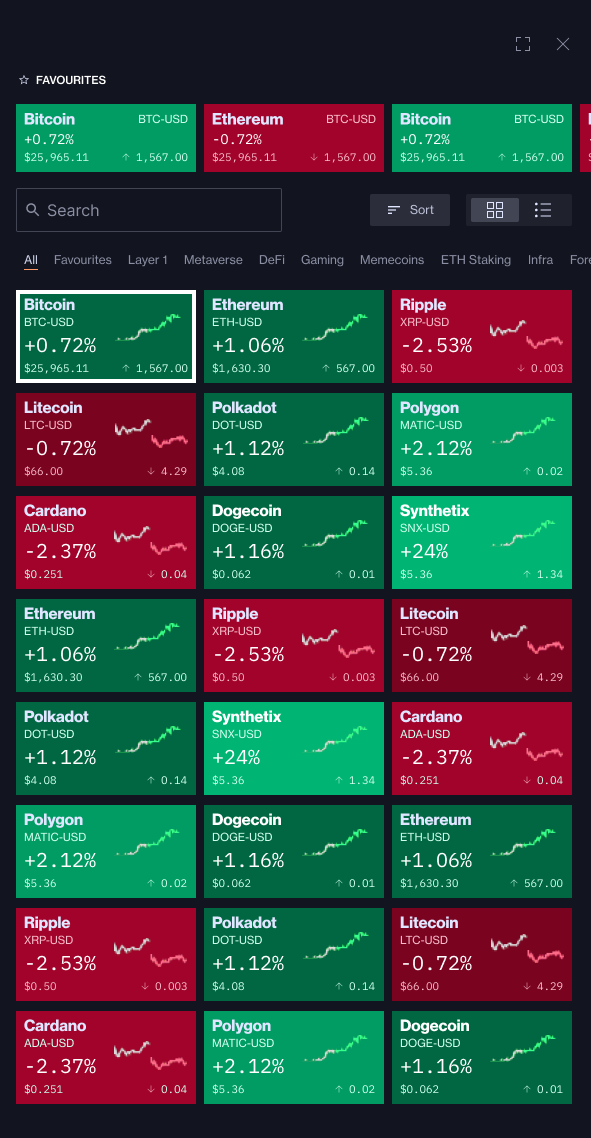 FAVOURITES
Bitcoin BTC-USD
+0.72%
$25,965.11 ↑ 1,567.00
Ethereum BTC-USD
-0.72%
$25,965.11 ↓ 1,567.00
Bitcoin BTC-USD
+0.72%
$25,965.11 ↑ 1,567.00
Search
Sort
All Favourites Layer 1 Metaverse DeFi Gaming Memecoins ETH Staking Infra Fore
Bitcoin
BTC-USD
+0.72%
$25,965.11 ↑ 1,567.00
Ethereum
ETH-USD
+1.06%
$1,630.30 ↑ 567.00
Ripple
XRP-USD
-2.53%
$0.50 ↓ 0.003
Litecoin
LTC-USD
-0.72%
$66.00 ↓ 4.29
Polkadot
DOT-USD
+1.12%
$4.08 ↑ 0.14
Polygon
MATIC-USD
+2.12%
$5.36 ↑ 0.02
Cardano
ADA-USD
-2.37%
$0.251 ↓ 0.04
Dogecoin
DOGE-USD
+1.16%
$0.062 ↑ 0.01
Synthetix
SNX-USD
+24%
$5.36 ↑ 1.34
Ethereum
ETH-USD
+1.06%
$1,630.30 ↑ 567.00
Ripple
XRP-USD
-2.53%
$0.50 ↓ 0.003
Litecoin
LTC-USD
-0.72%
$66.00 ↓ 4.29
Polkadot
DOT-USD
+1.12%
$4.08 ↑ 0.14
Synthetix
SNX-USD
+24%
$5.36 ↑ 1.34
Cardano
ADA-USD
-2.37%
$0.251 ↓ 0.04
Polygon
MATIC-USD
+2.12%
$5.36 ↑ 0.02
Dogecoin
DOGE-USD
+1.16%
$0.062 ↑ 0.01
Ethereum
ETH-USD
+1.06%
$1,630.30 ↑ 567.00
Ripple
XRP-USD
-2.53%
$0.50 ↓ 0.003
Polkadot
DOT-USD
+1.12%
$4.08 ↑ 0.14
Litecoin
LTC-USD
-0.72%
$66.00 ↓ 4.29
Cardano
ADA-USD
-2.37%
$0.251 ↓ 0.04
Polygon
MATIC-USD
+2.12%
$5.36 ↑ 0.02
Dogecoin
DOGE-USD
+1.16%
$0.062 ↑ 0.01